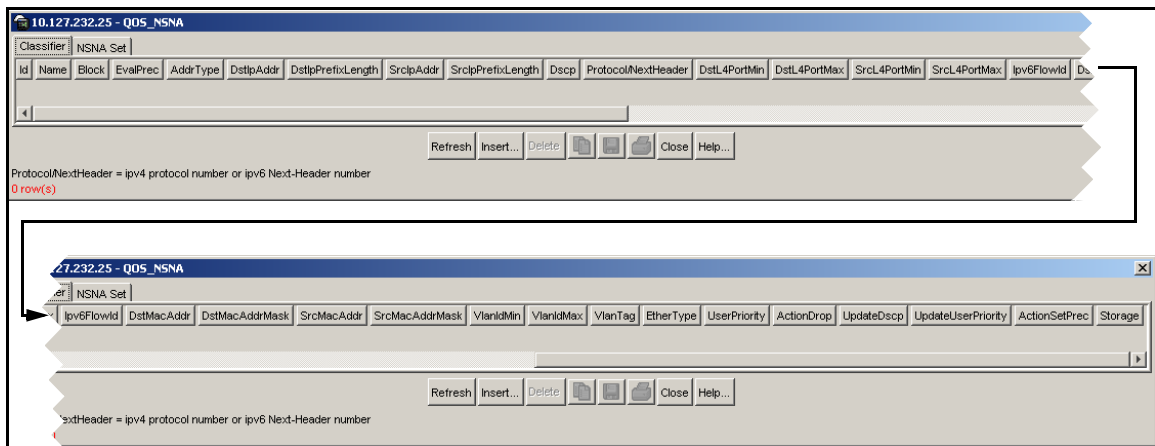 10.127.232.25 - QOS_NSNA
Classifier NSNA Set
Id Name Block EvalPrec AddrType DstIpAddr DstIpPrefixLength SrcIpAddr SrcIpPrefixLength Dscp Protocol/NextHeader DstL4PortMin DstL4PortMax SrcL4PortMin SrcL4PortMax Ipv6FlowId Ds
Refresh Insert... Delete Close Help...
Protocol/NextHeader = ipv4 protocol number or ipv6 Next-Header number
0 row(s)
27.232.25 - QOS_NSNA
er NSNA Set
x Ipv6FlowId DstMacAddr DstMacAddrMask SrcMacAddr SrcMacAddrMask VlanIdMin VlanIdMax VlanTag EtherType UserPriority ActionDrop UpdateDscp UpdateUserPriority ActionSetPrec Storage
Refresh Insert... Delete Close Help...
extHeader = ipv4 protocol number or ipv6 Next-Header number